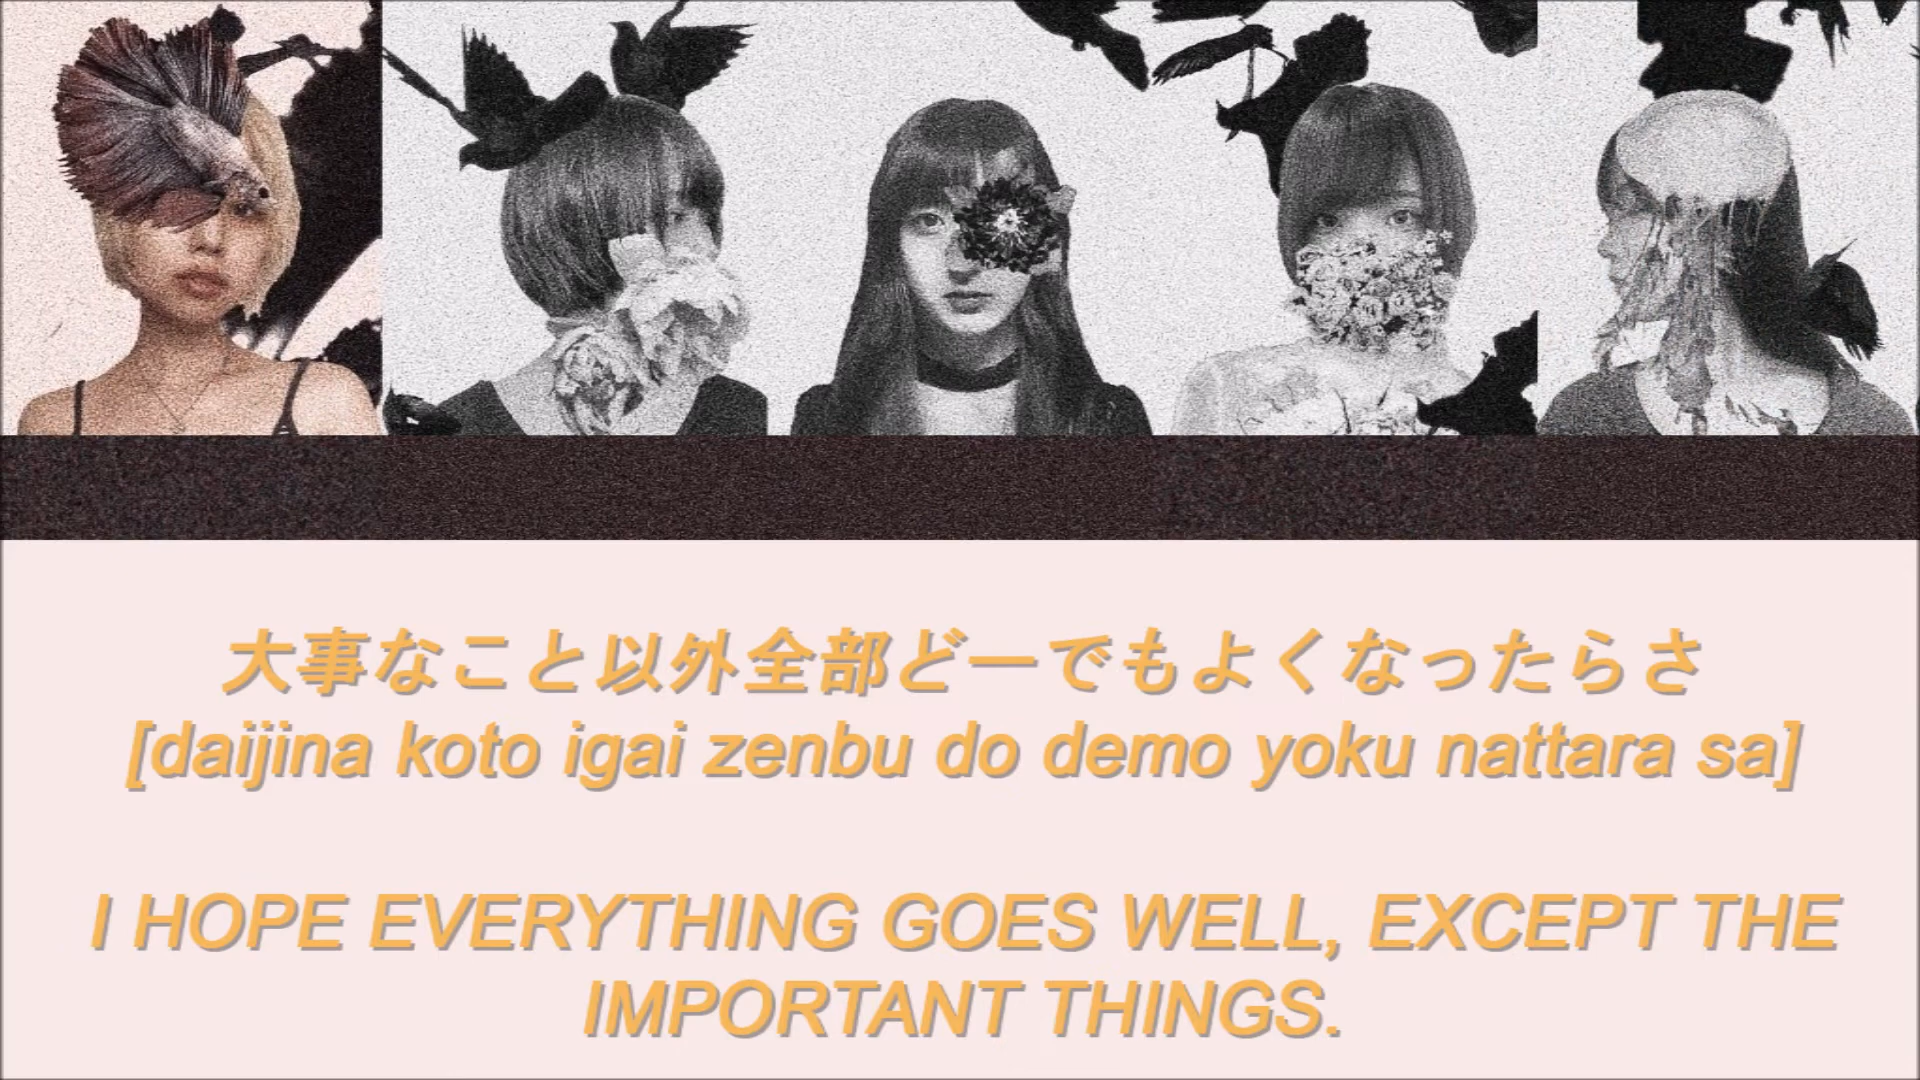 大事なこと以外全部どーでもよくなったらさ
[daijina koto igai zenbu do demo yoku nattara sa]
I HOPE EVERYTHING GOES WELL, EXCEPT THE
IMPORTANT THINGS.